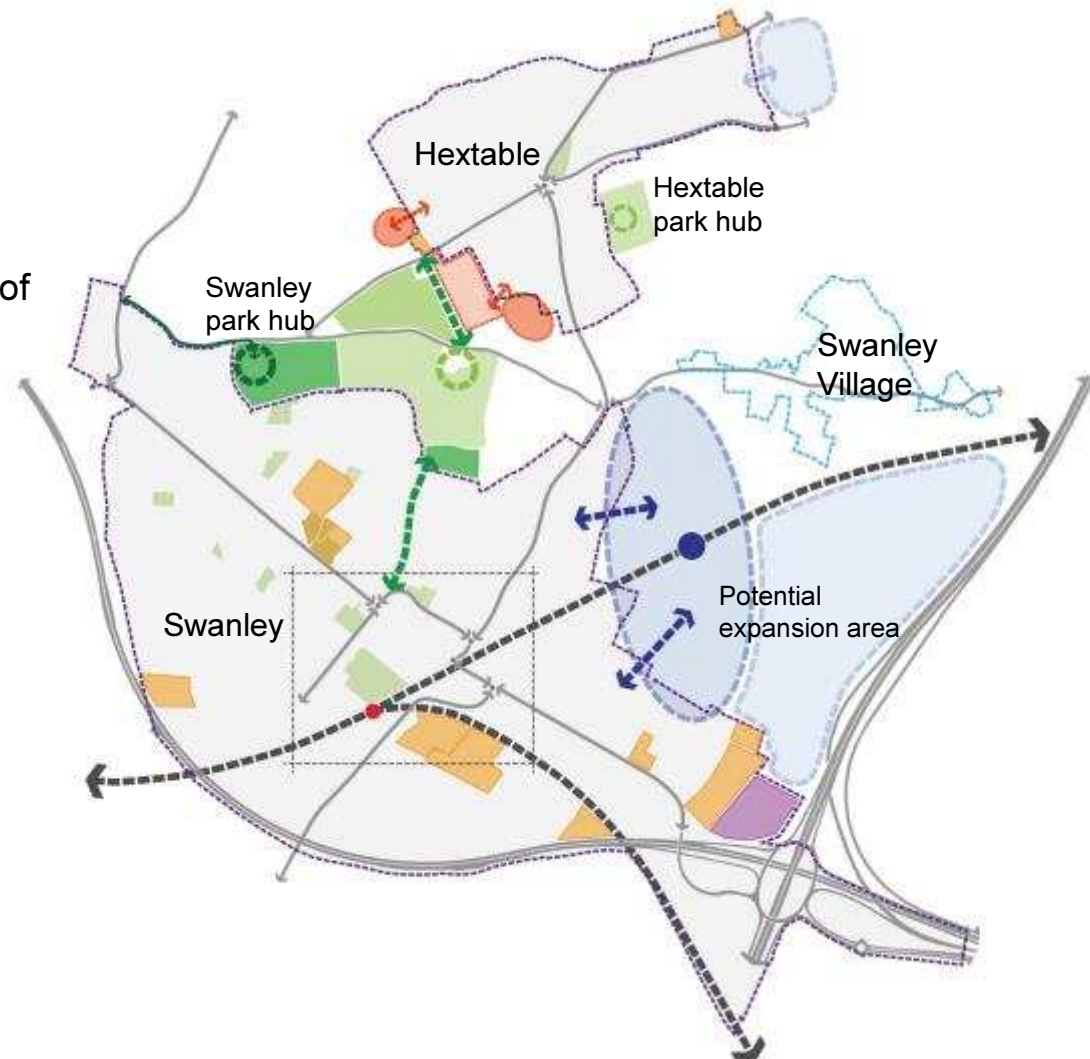 Hextable
Hextable
park hub
of
Swanley
park hub
Swanley
Village
Potential
expansion area
Swanley